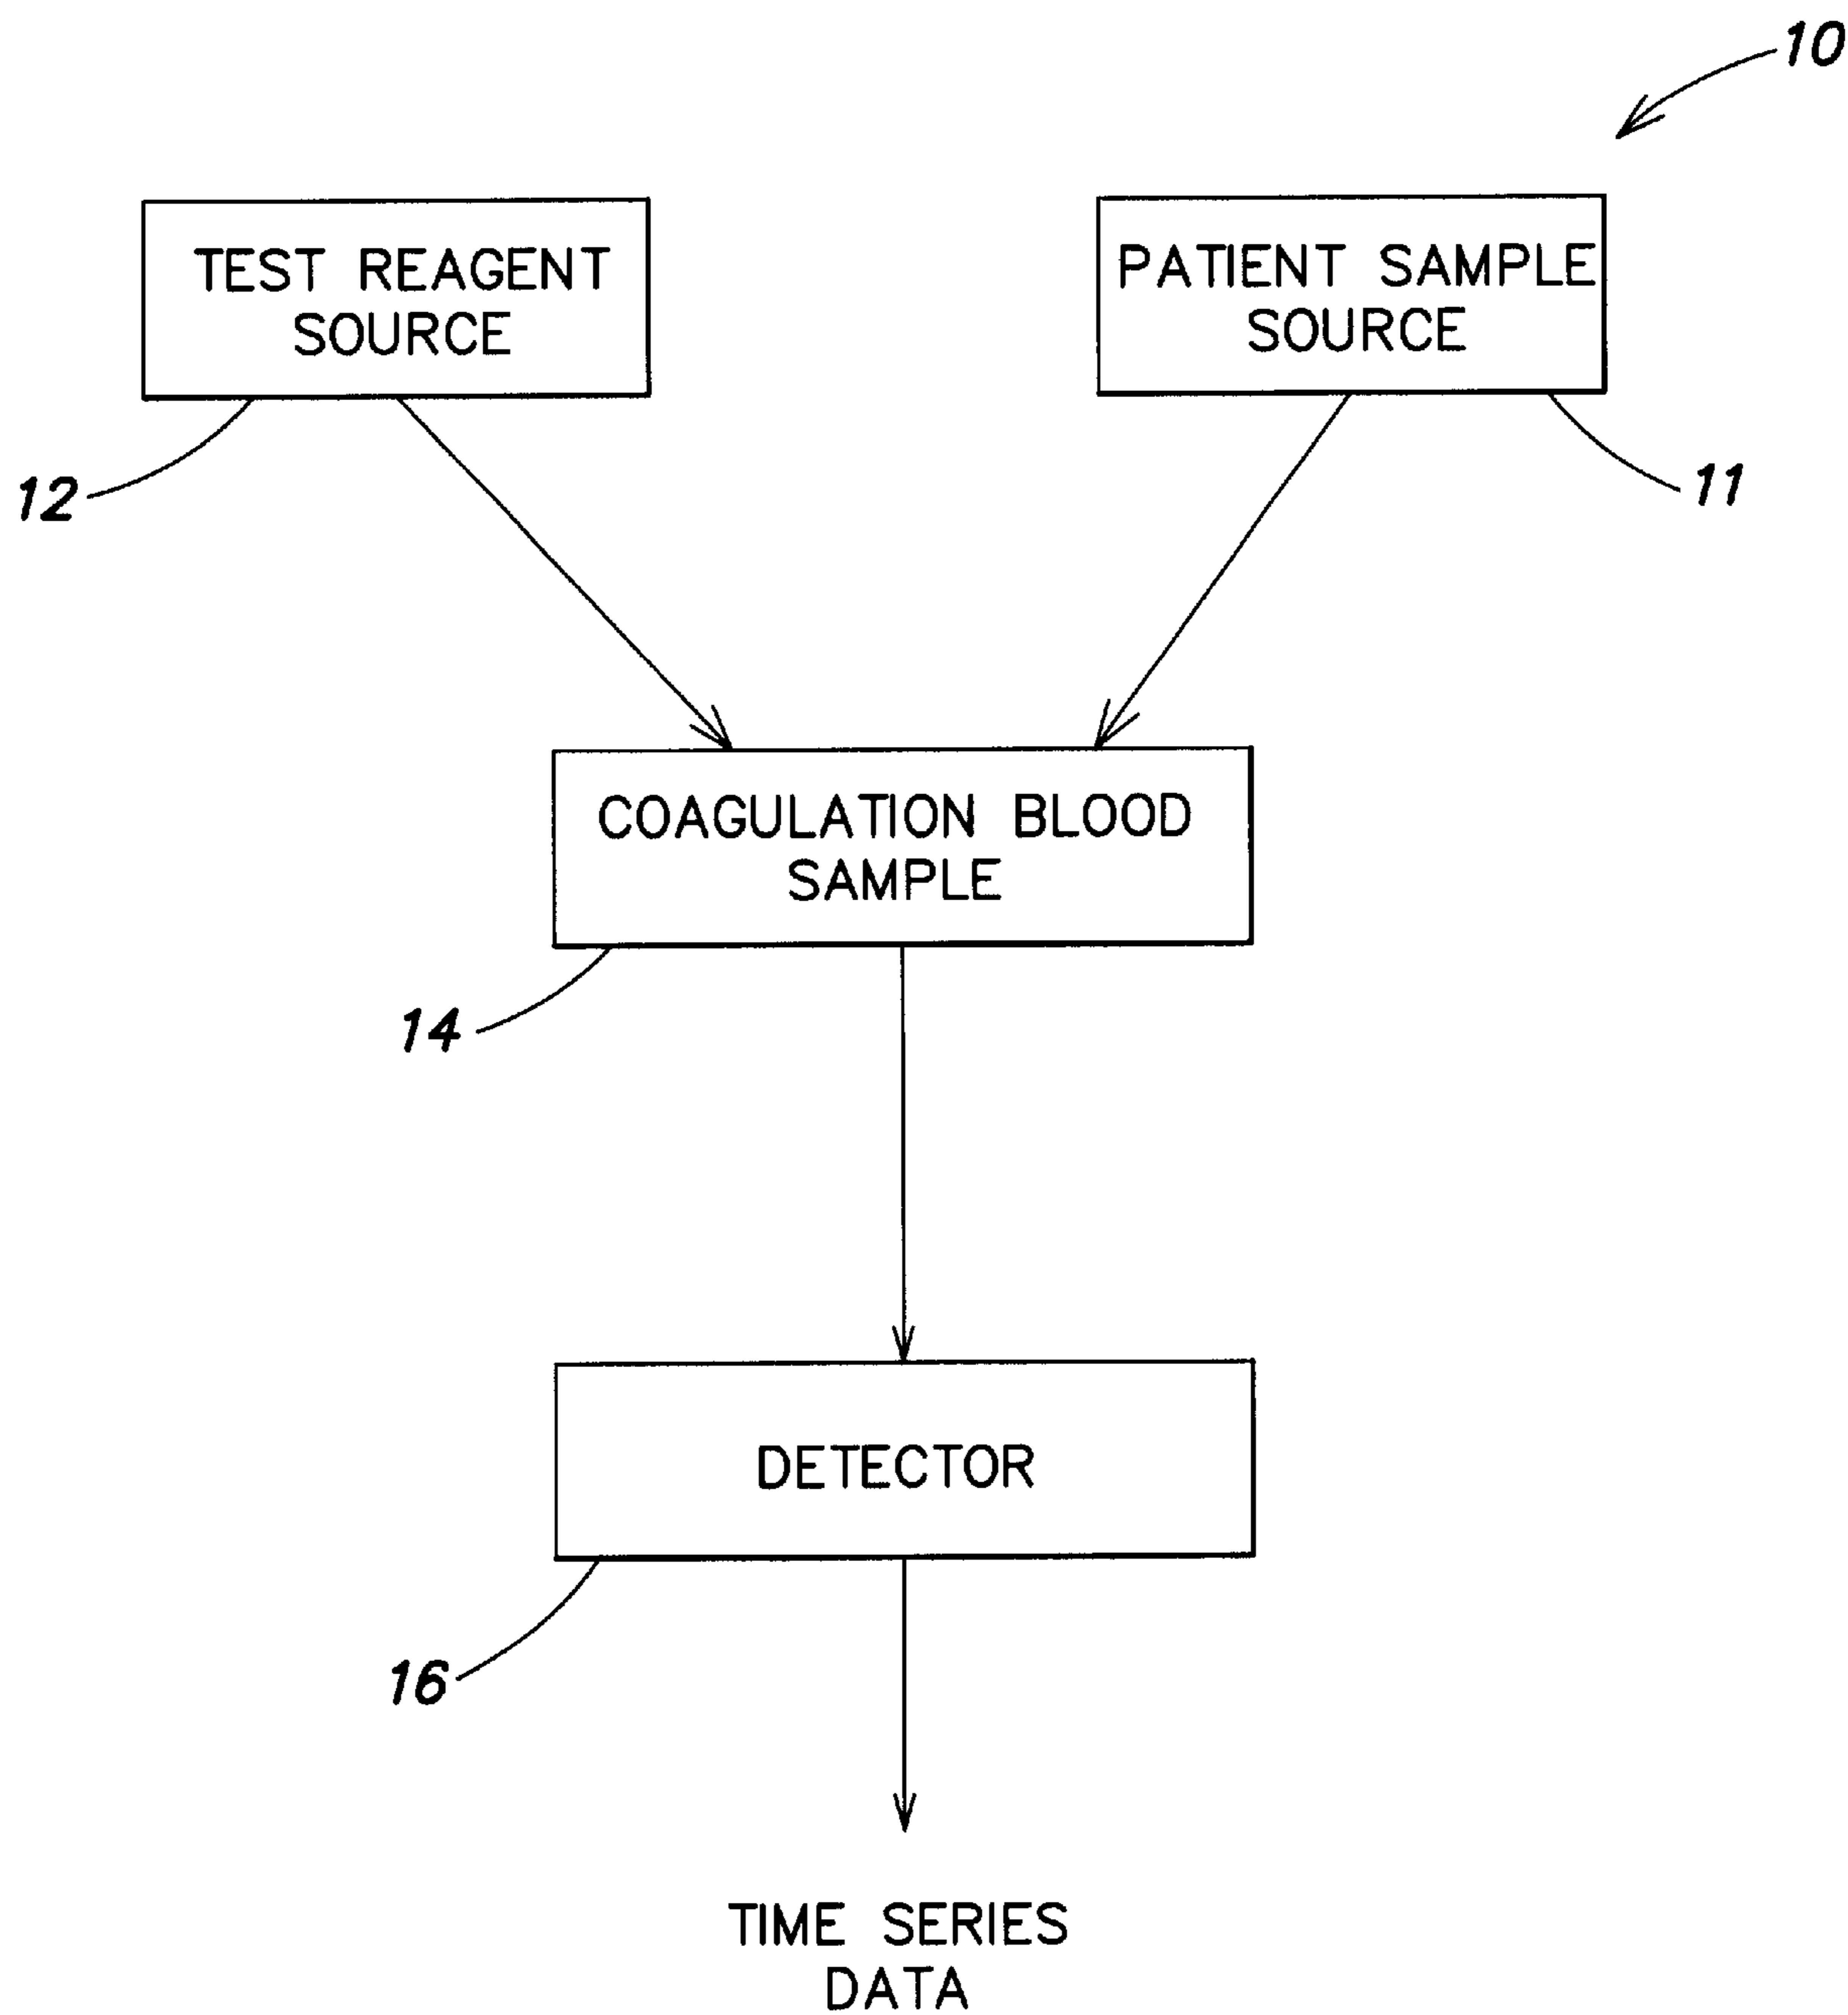 10
TEST REAGENT
SOURCE
PATIENT SAMPLE
SOURCE
12
11
COAGULATION BLOOD
SAMPLE
14
DETECTOR
16
TIME SERIES
DATA